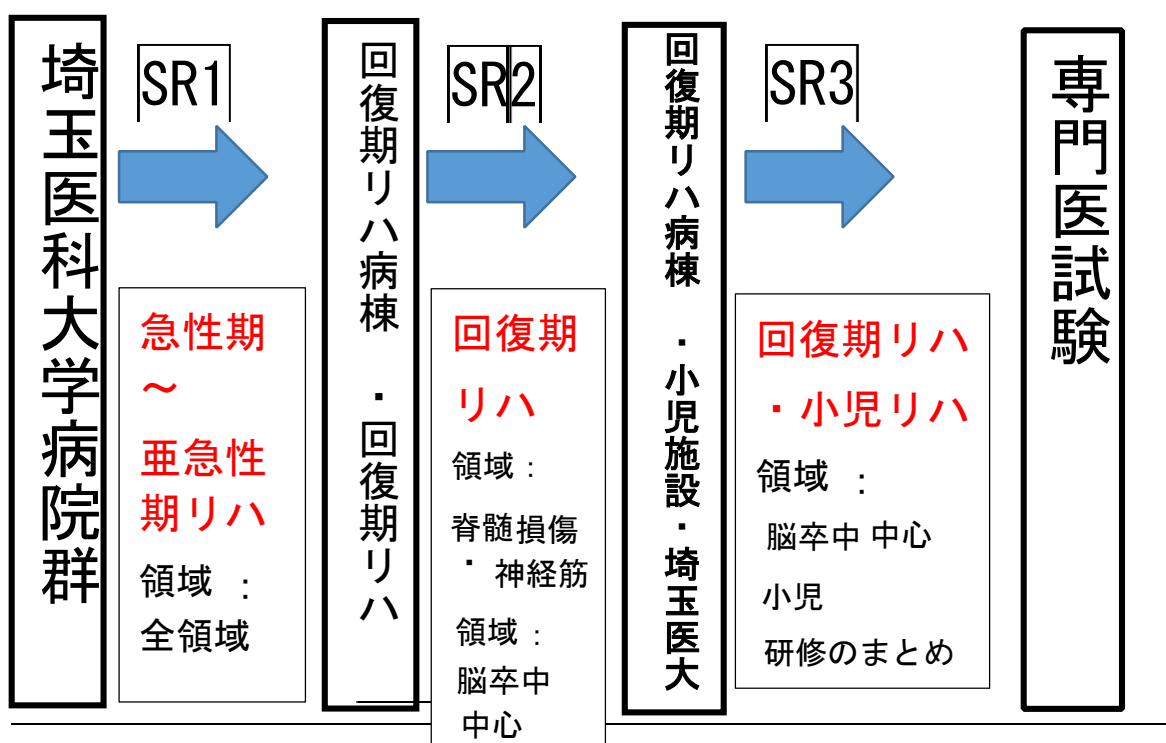 埼玉医科大学病院群
SR1
急性期
～
亜急性
期リハ
領域：
全領域
回復期リハ病棟・回復期リハ
SR2
回復期
リハ
領域：
脊髄損傷
・神経筋
領域：
脳卒中
中心
回復期リハ病棟・小児施設・埼玉医大
SR3
回復期リハ
・小児リハ
領域：
脳卒中中心
小児
研修のまとめ
専門医試験